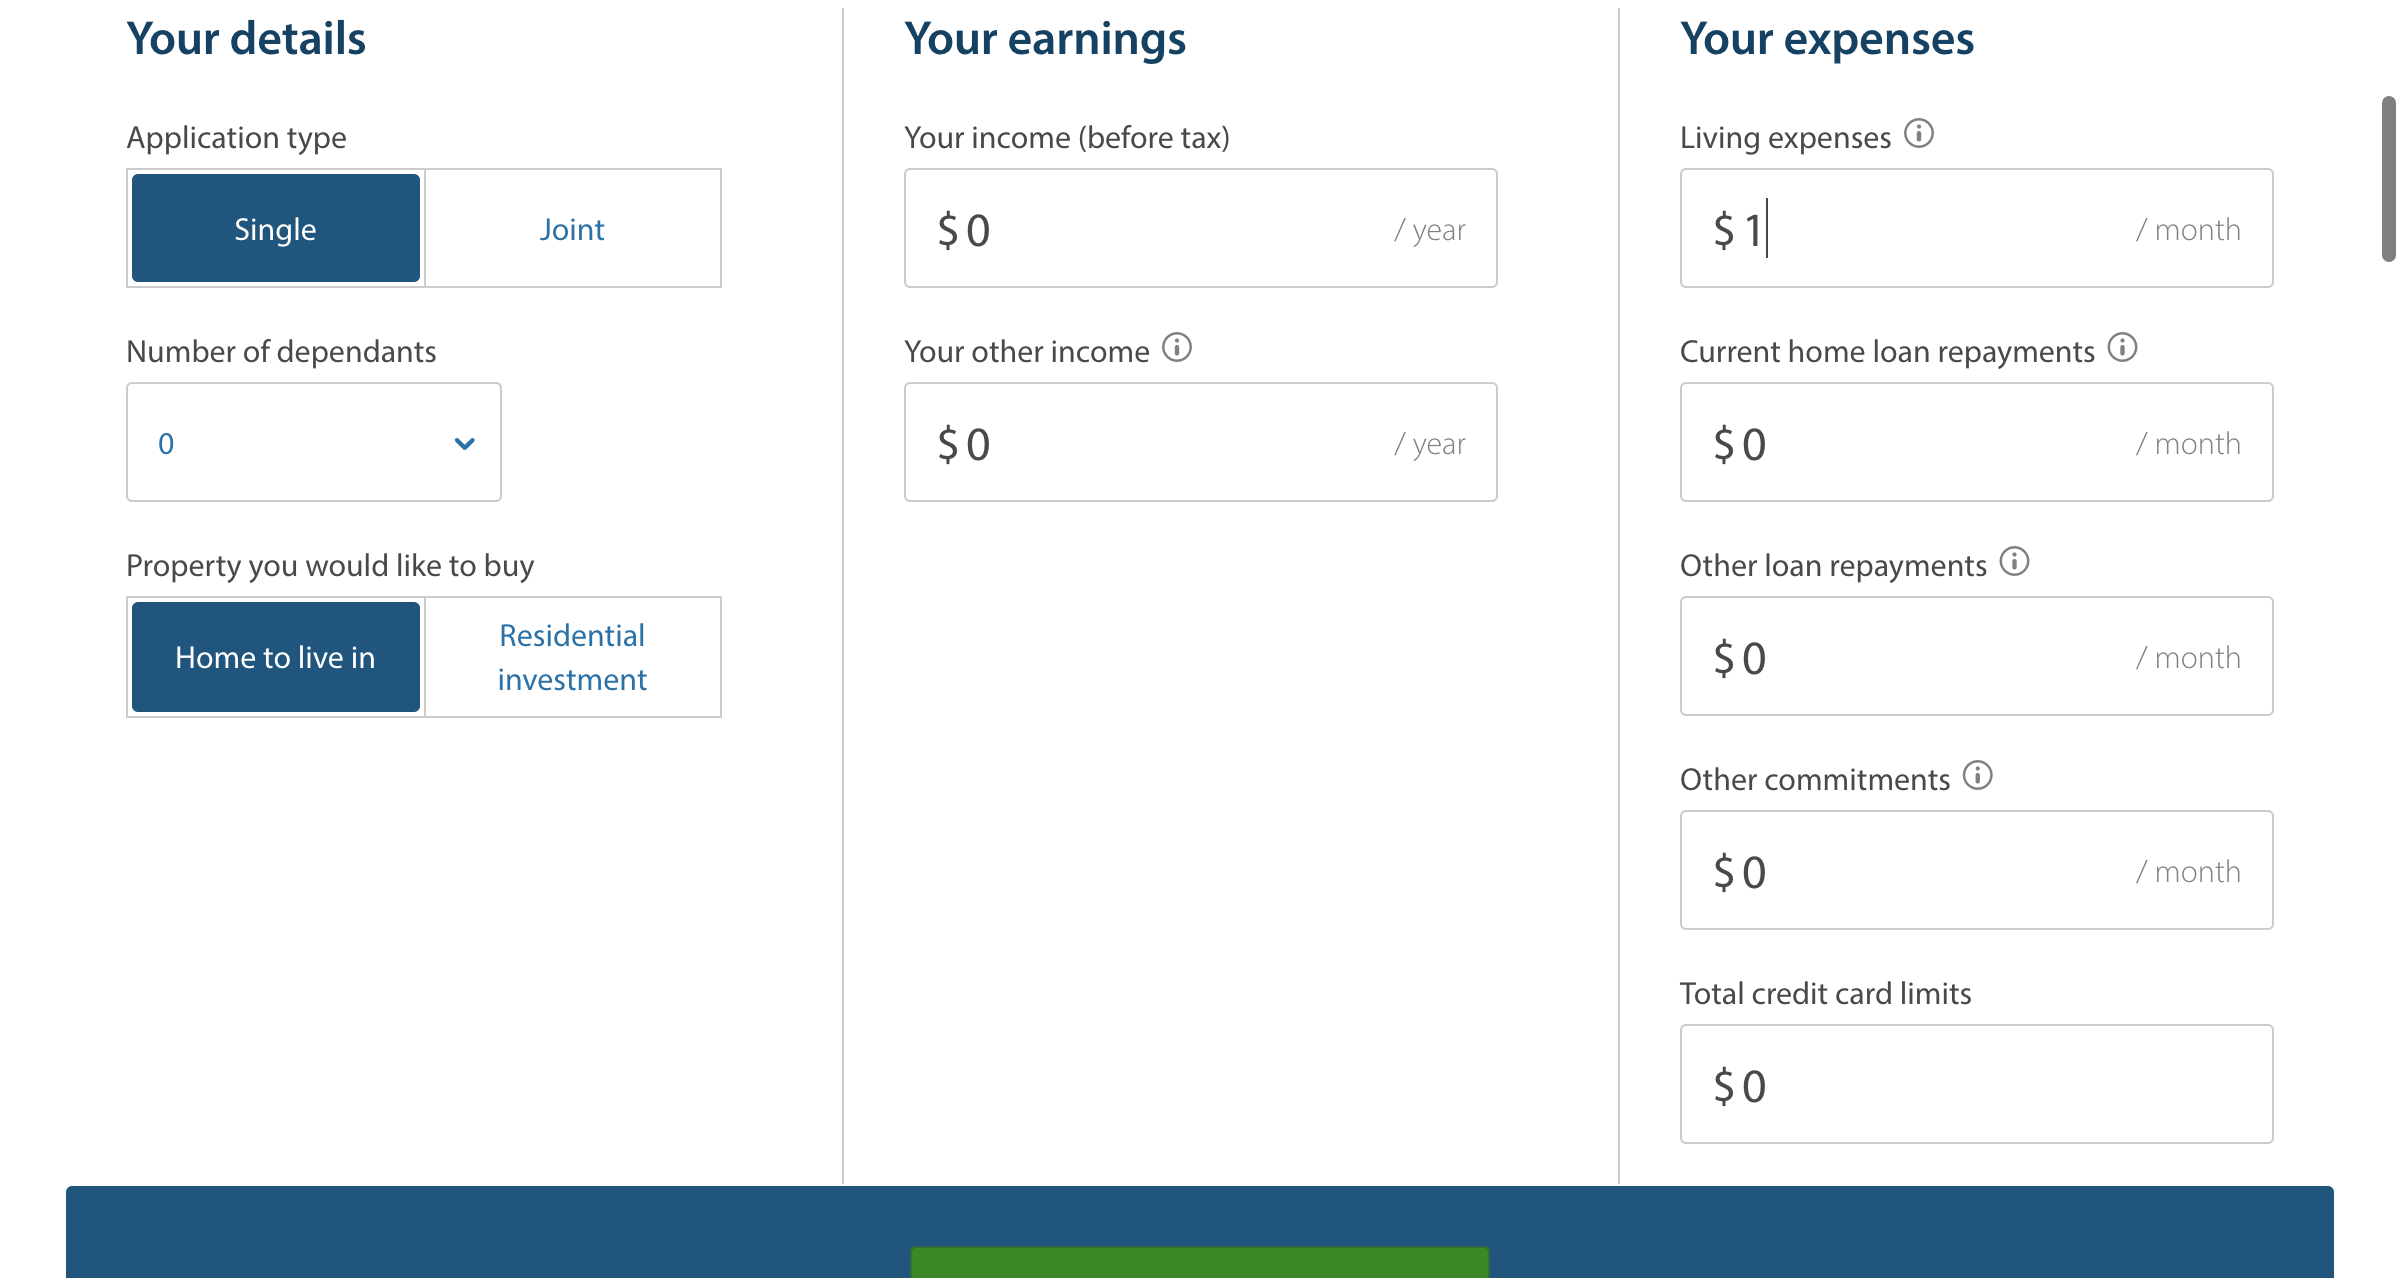 Your details
Application type
Single
Joint
Number of dependants
0
Property you would like to buy
Home to live in
Residential
investment
Your earnings
Your income (before tax)
$ 0 / year
Your other income
$ 0 / year
Your expenses
Living expenses
$ 1 / month
Current home loan repayments
$ 0 / month
Other loan repayments
$ 0 / month
Other commitments
$ 0 / month
Total credit card limits
$ 0